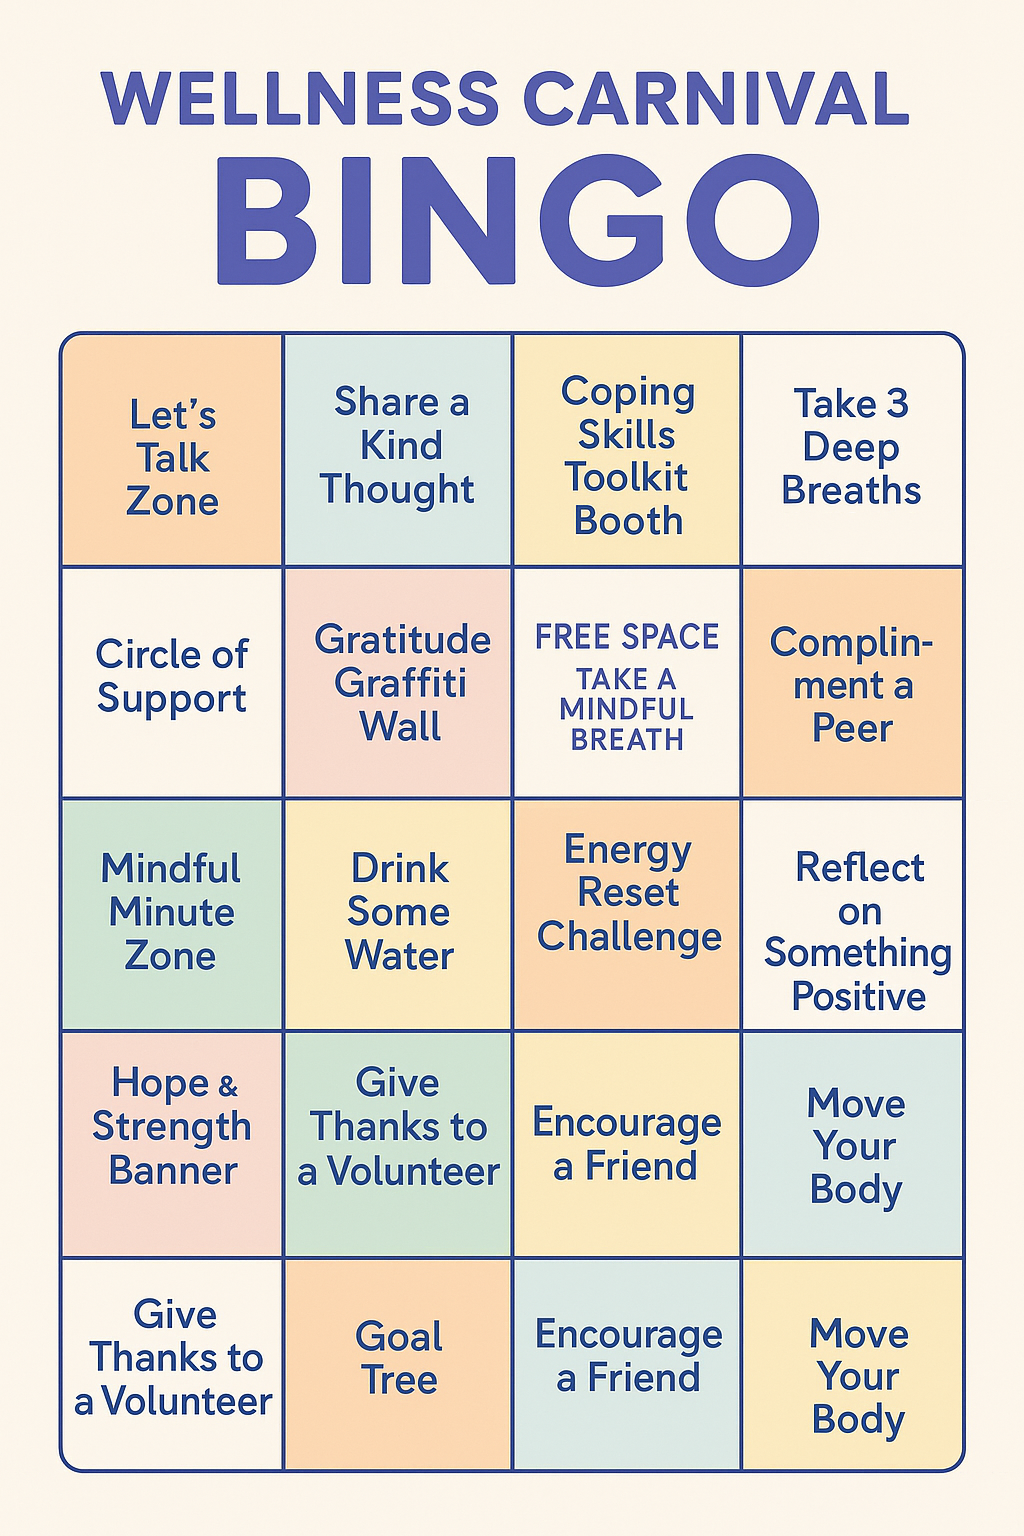 WELLNESS CARNIVAL
BINGO
Let’s
Talk
Zone
Share a
Kind
Thought
Coping
Skills
Toolkit
Booth
Take 3
Deep
Breaths
Circle of
Support
Gratitude
Graffiti
Wall
FREE SPACE
TAKE A
MINDFUL
BREATH
Complin-
ment a
Peer
Mindful
Minute
Zone
Drink
Some
Water
Energy
Reset
Challenge
Reflect
on
Something
Positive
Hope &
Strength
Banner
Give
Thanks to
a Volunteer
Encourage
a Friend
Move
Your
Body
Give
Thanks to
a Volunteer
Goal
Tree
Encourage
a Friend
Move
Your
Body